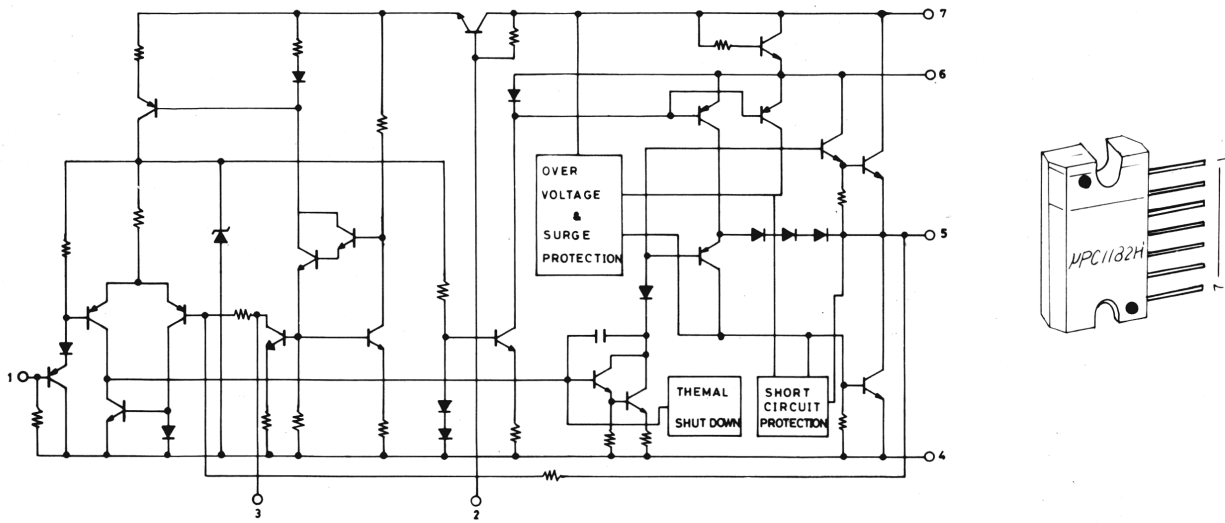 7
6
OVER
VOLTAGE
&
SURGE
PROTECTION
5
1
THEMAL
SHUT DOWN
SHORT
CIRCUIT
PROTECTION
4
3
2
μPC1182H
1
7